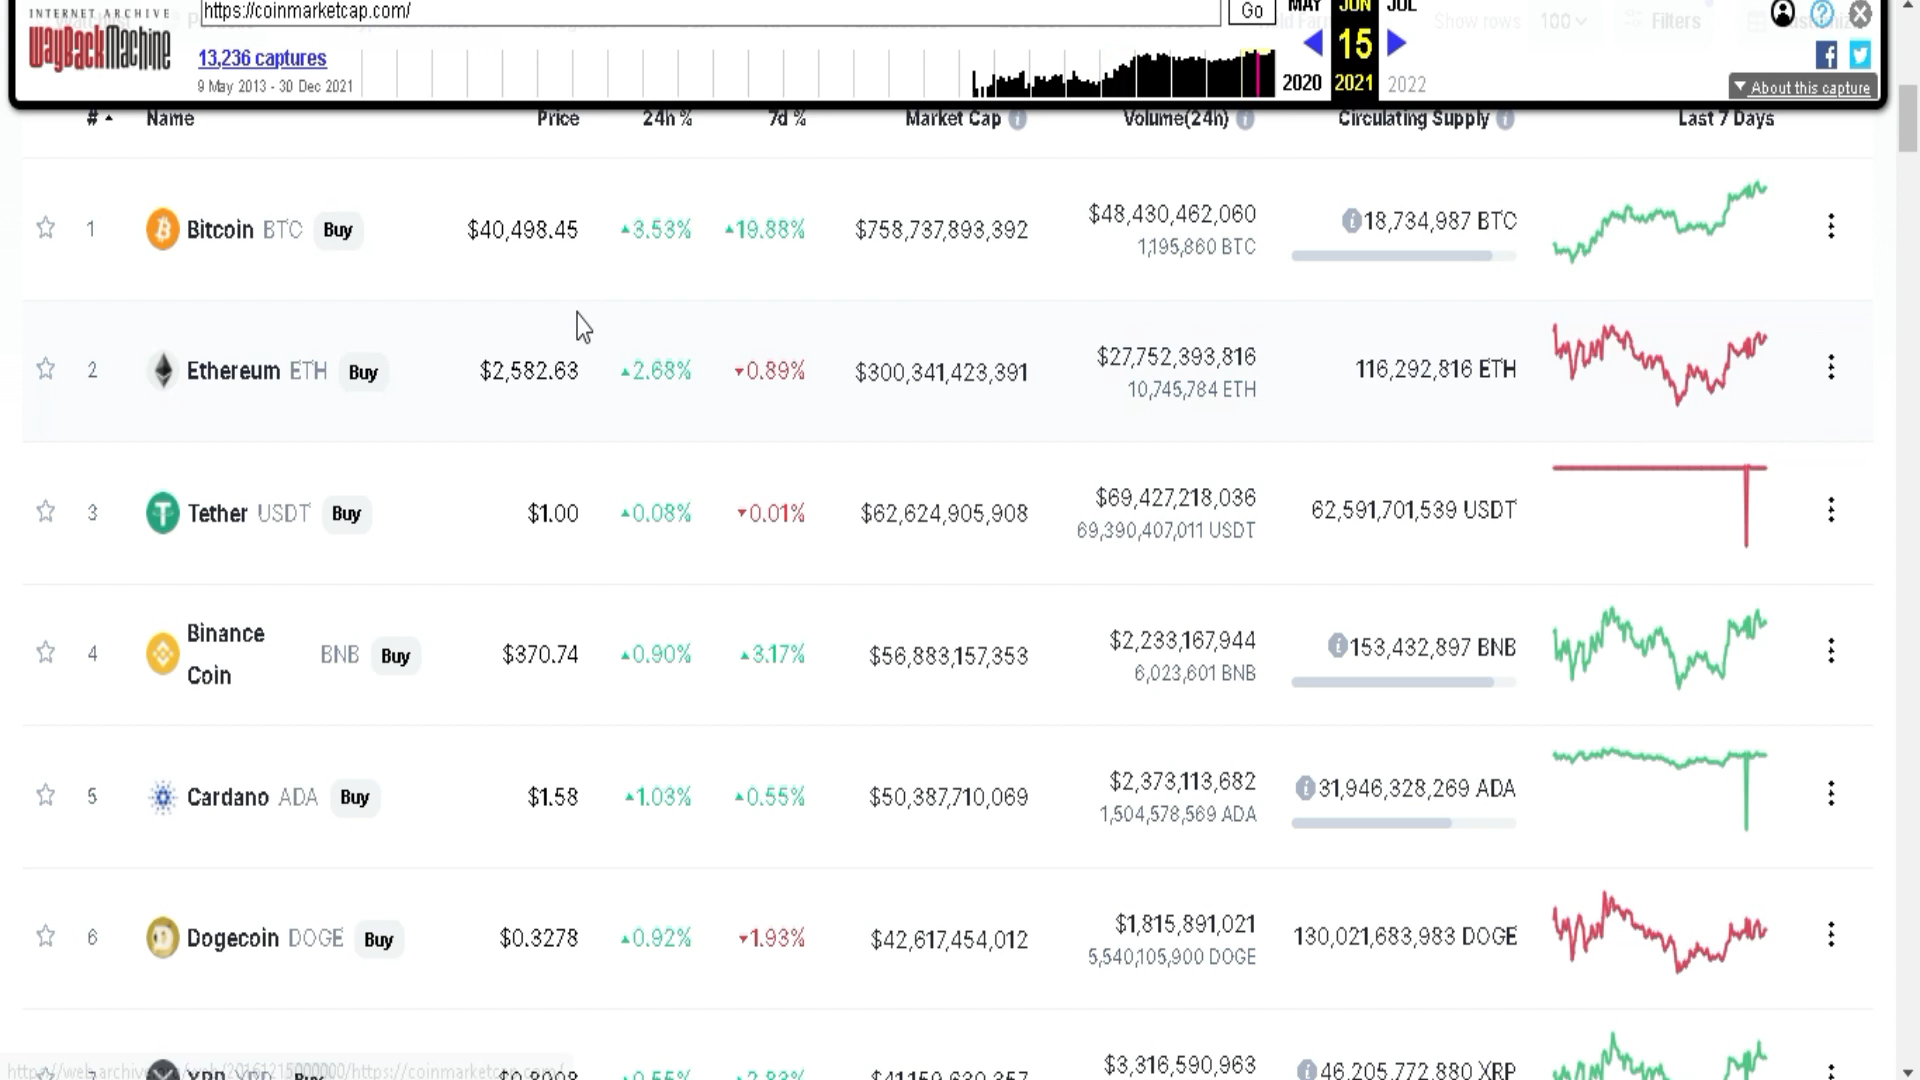 INTERNET ARCHIVE
WayBackMachine
https://coinmarketcap.com/
Go
MAY JUN JUL
13,236 captures
15
9 May 2013 - 30 Dec 2021
2020 2021 2022
Show rows 100 Filters
About this capture
# Name Price 24h % 7d % Market Cap Volume(24h) Circulating Supply Last 7 Days
1 Bitcoin BTC Buy $40,498.45 3.53% 19.88% $758,737,893,392 $48,430,462,060 18,734,987 BTC
1,195,860 BTC
2 Ethereum ETH Buy $2,582.63 2.68% 0.89% $300,341,423,391 $27,752,393,816 116,292,816 ETH
10,745,784 ETH
3 Tether USDT Buy $1.00 0.08% 0.01% $62,624,905,908 $69,427,218,036 62,591,701,539 USDT
69,390,407,011 USDT
4 Binance Coin BNB Buy $370.74 0.90% 3.17% $56,883,157,353 $2,233,167,944 153,432,897 BNB
6,023,601 BNB
5 Cardano ADA Buy $1.58 1.03% 0.55% $50,387,710,069 $2,373,113,682 31,946,328,269 ADA
1,504,578,569 ADA
6 Dogecoin DOGE Buy $0.3278 0.92% 1.93% $42,617,454,012 $1,815,891,021 130,021,683,983 DOGE
5,540,105,900 DOGE
XRP XRP Buy 0.55% 2.83% $3,316,590,963 46,205,772,880 XRP